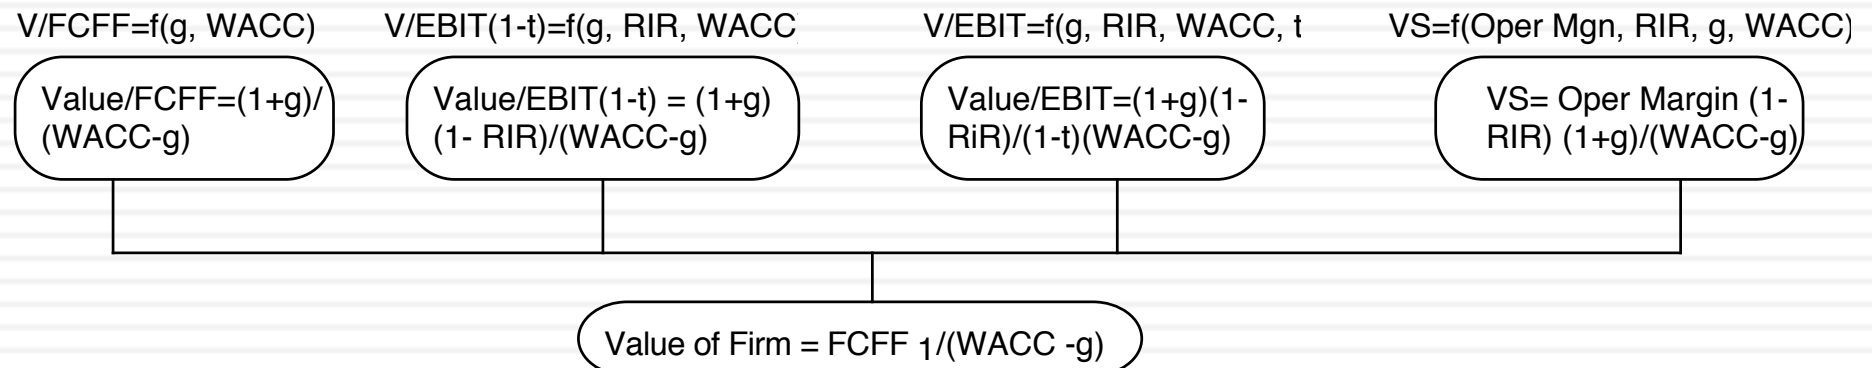 V/FCFF=f(g, WACC)
V/EBIT(1-t)=f(g, RIR, WACC
V/EBIT=f(g, RIR, WACC, t
VS=f(Oper Mgn, RIR, g, WACC)
Value/FCFF=(1+g)/
(WACC-g)
Value/EBIT(1-t) = (1+g)
(1- RIR)/(WACC-g)
Value/EBIT=(1+g)(1-
RiR)/(1-t)(WACC-g)
VS= Oper Margin (1-
RIR) (1+g)/(WACC-g)
Value of Firm = FCFF 1/(WACC -g)